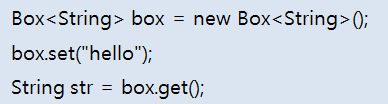 Box<String> box = new Box<String>();
box.set("hello");
String str = box.get();